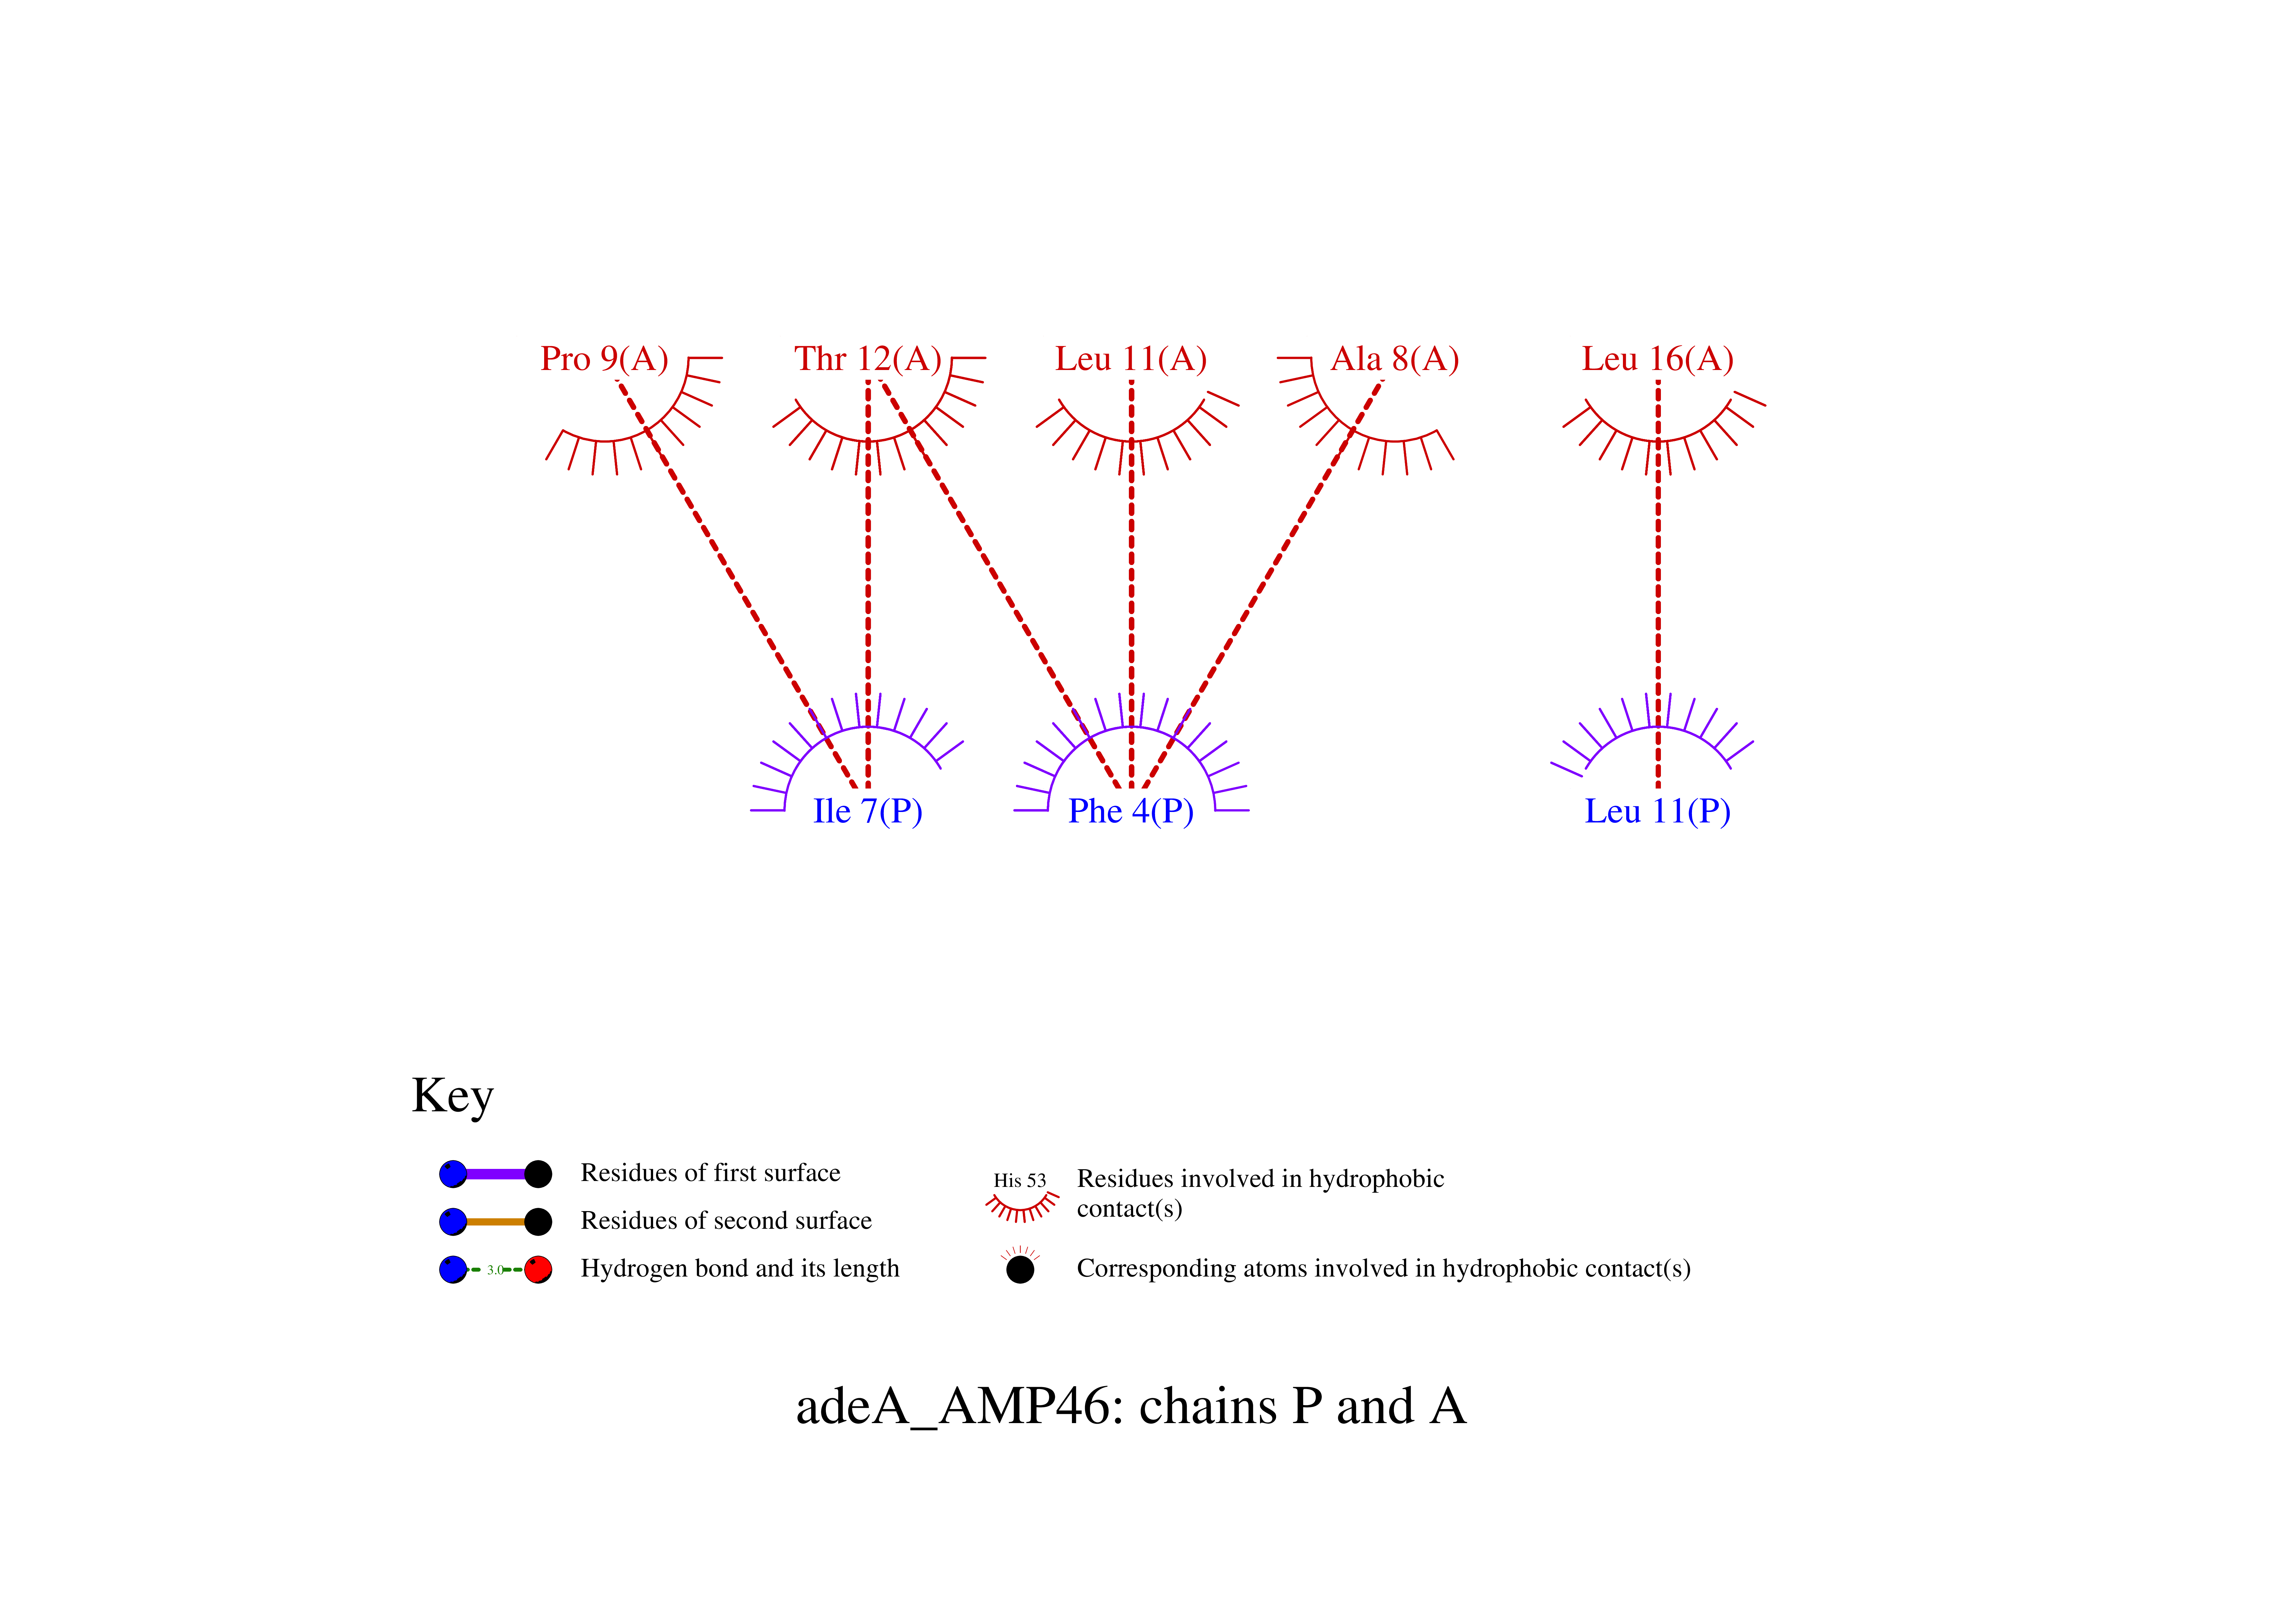 Pro 9(A) Thr 12(A) Leu 11(A) Ala 8(A) Leu 16(A)
Ile 7(P) Phe 4(P) Leu 11(P)
Key
Residues of first surface
Residues of second surface
3.0 Hydrogen bond and its length
His 53 Residues involved in hydrophobic
contact(s)
Corresponding atoms involved in hydrophobic contact(s)
adeA_AMP46: chains P and A